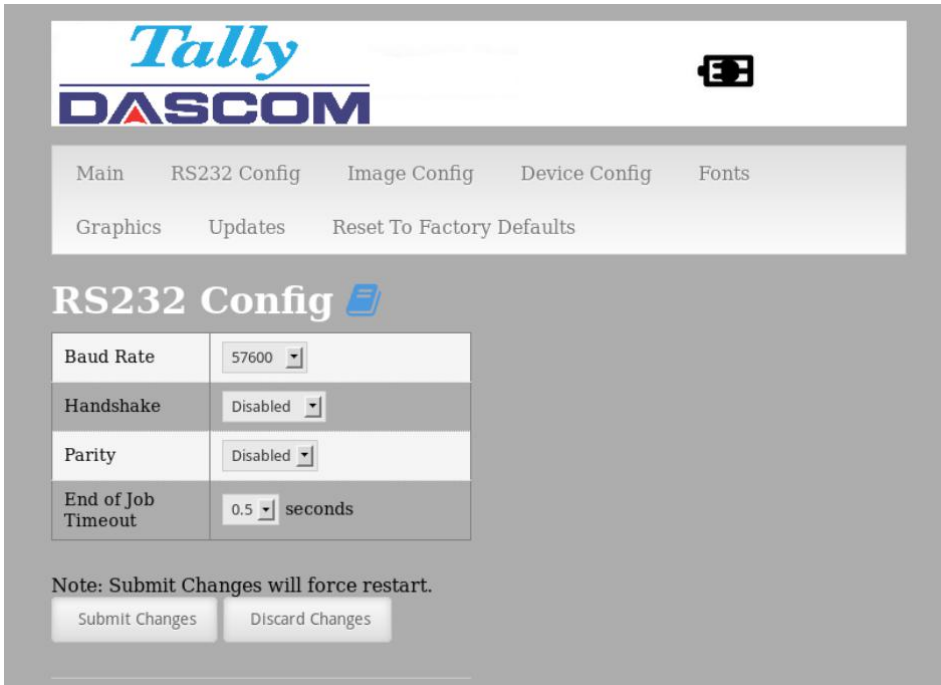 Tally
DASCOM
Main RS232 Config Image Config Device Config Fonts
Graphics Updates Reset To Factory Defaults
RS232 Config
Baud Rate 57600
Handshake Disabled
Parity Disabled
End of Job
Timeout 0.5 seconds
Note: Submit Changes will force restart.
Submit Changes Discard Changes